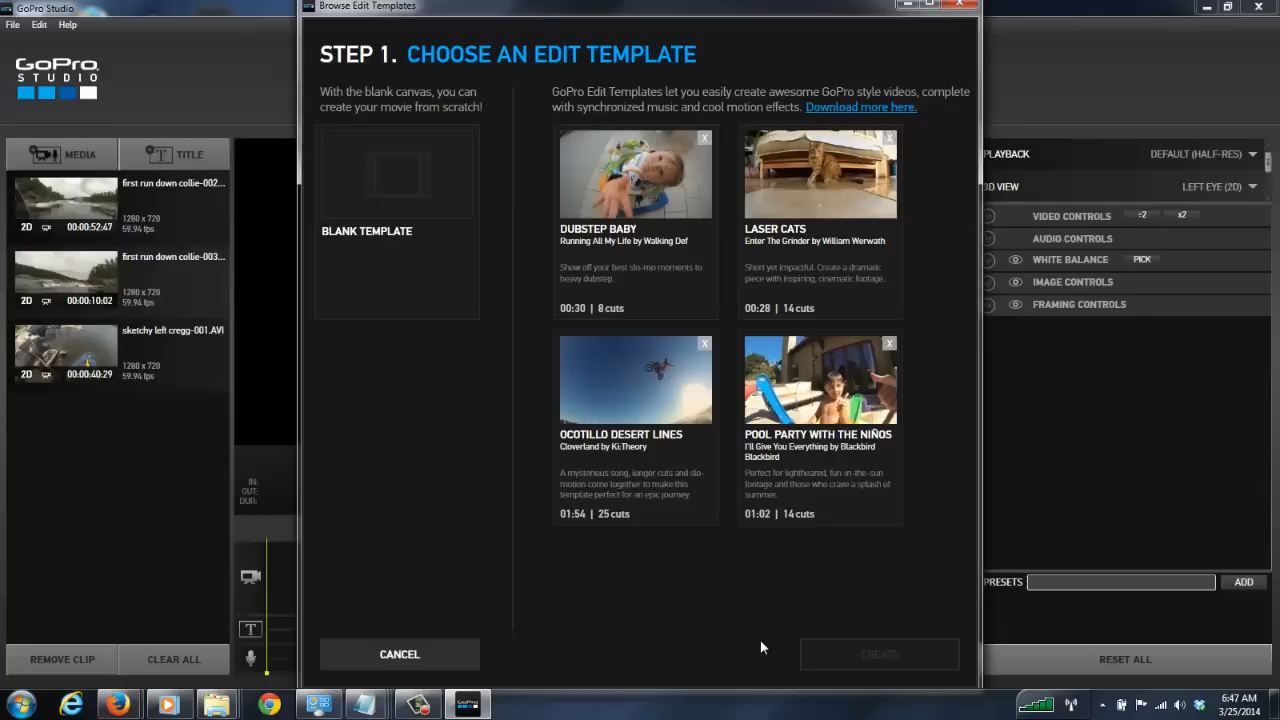 GoPro Studio
Browse Edit Templates
File Edit Help
GoPro
STUDIO
MEDIA
TITLE
first run down collie-002...
1280 x 720
59.94 fps
2D 00:00:52:47
first run down collie-003...
1280 x 720
59.94 fps
2D 00:00:10:02
sketchy left cregg-001.AVI
1280 x 720
59.94 fps
2D 00:00:40:29
REMOVE CLIP
CLEAR ALL
IN:
OUT:
DUR:
T
STEP 1. CHOOSE AN EDIT TEMPLATE
With the blank canvas, you can
create your movie from scratch!
BLANK TEMPLATE
GoPro Edit Templates let you easily create awesome GoPro style videos, complete
with synchronized music and cool motion effects. Download more here.
X
DUBSTEP BABY
Running All My Life by Walking Def
Show off your best slo-mo moments to
heavy dubstep.
00:30 | 8 cuts
X
LASER CATS
Enter The Grinder by William Werwath
Short yet impactful. Create a dramatic
piece with inspiring, cinematic footage.
00:28 | 14 cuts
X
OCOTILLO DESERT LINES
Cloverland by Ki:Theory
A mysterious song, longer cuts and slo-
motion come together to make this
template perfect for an epic journey.
01:54 | 25 cuts
X
POOL PARTY WITH THE NIÑOS
I'll Give You Everything by Blackbird
Blackbird
Perfect for lighthearted, fun-in-the-sun
footage and those who crave a splash of
summer.
01:02 | 14 cuts
CANCEL
CREATE
PLAYBACK DEFAULT (HALF-RES)
3D VIEW LEFT EYE (2D)
VIDEO CONTROLS ÷2 x2
AUDIO CONTROLS
WHITE BALANCE PICK
IMAGE CONTROLS
FRAMING CONTROLS
PRESETS ADD
RESET ALL
GoPro
6:47 AM
3/25/2014